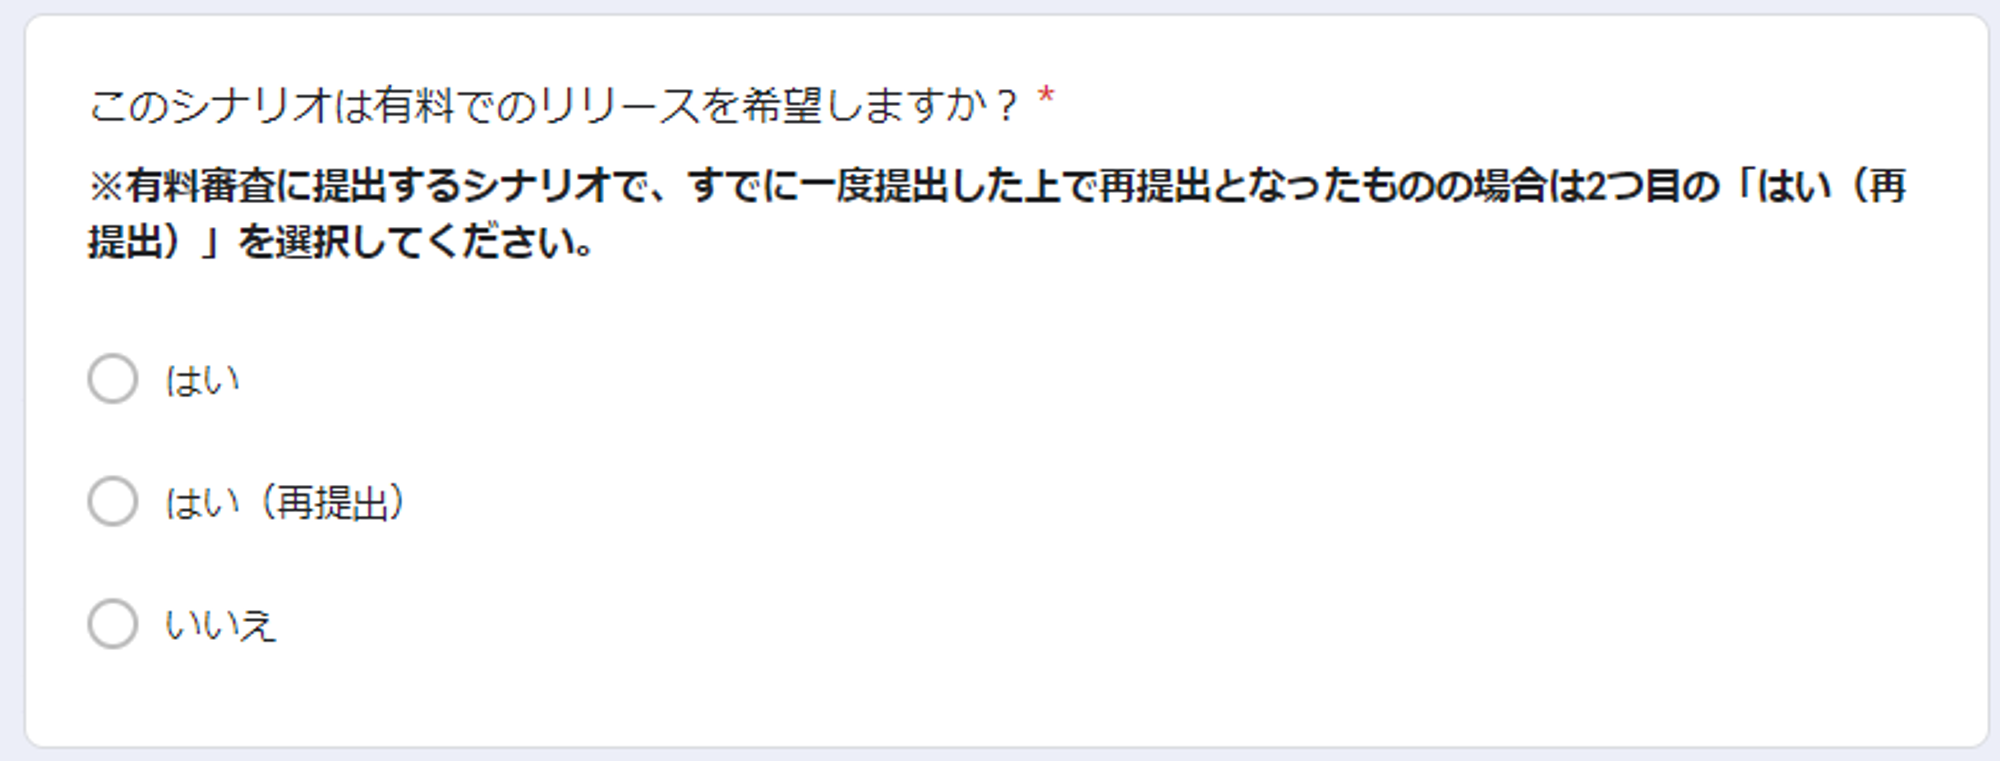 このシナリオは有料でのリリースを希望しますか？ *
※有料審査に提出するシナリオで、すでに一度提出した上で再提出となったものの場合は2つ目の「はい（再
提出）」を選択してください。
はい
はい（再提出）
いいえ